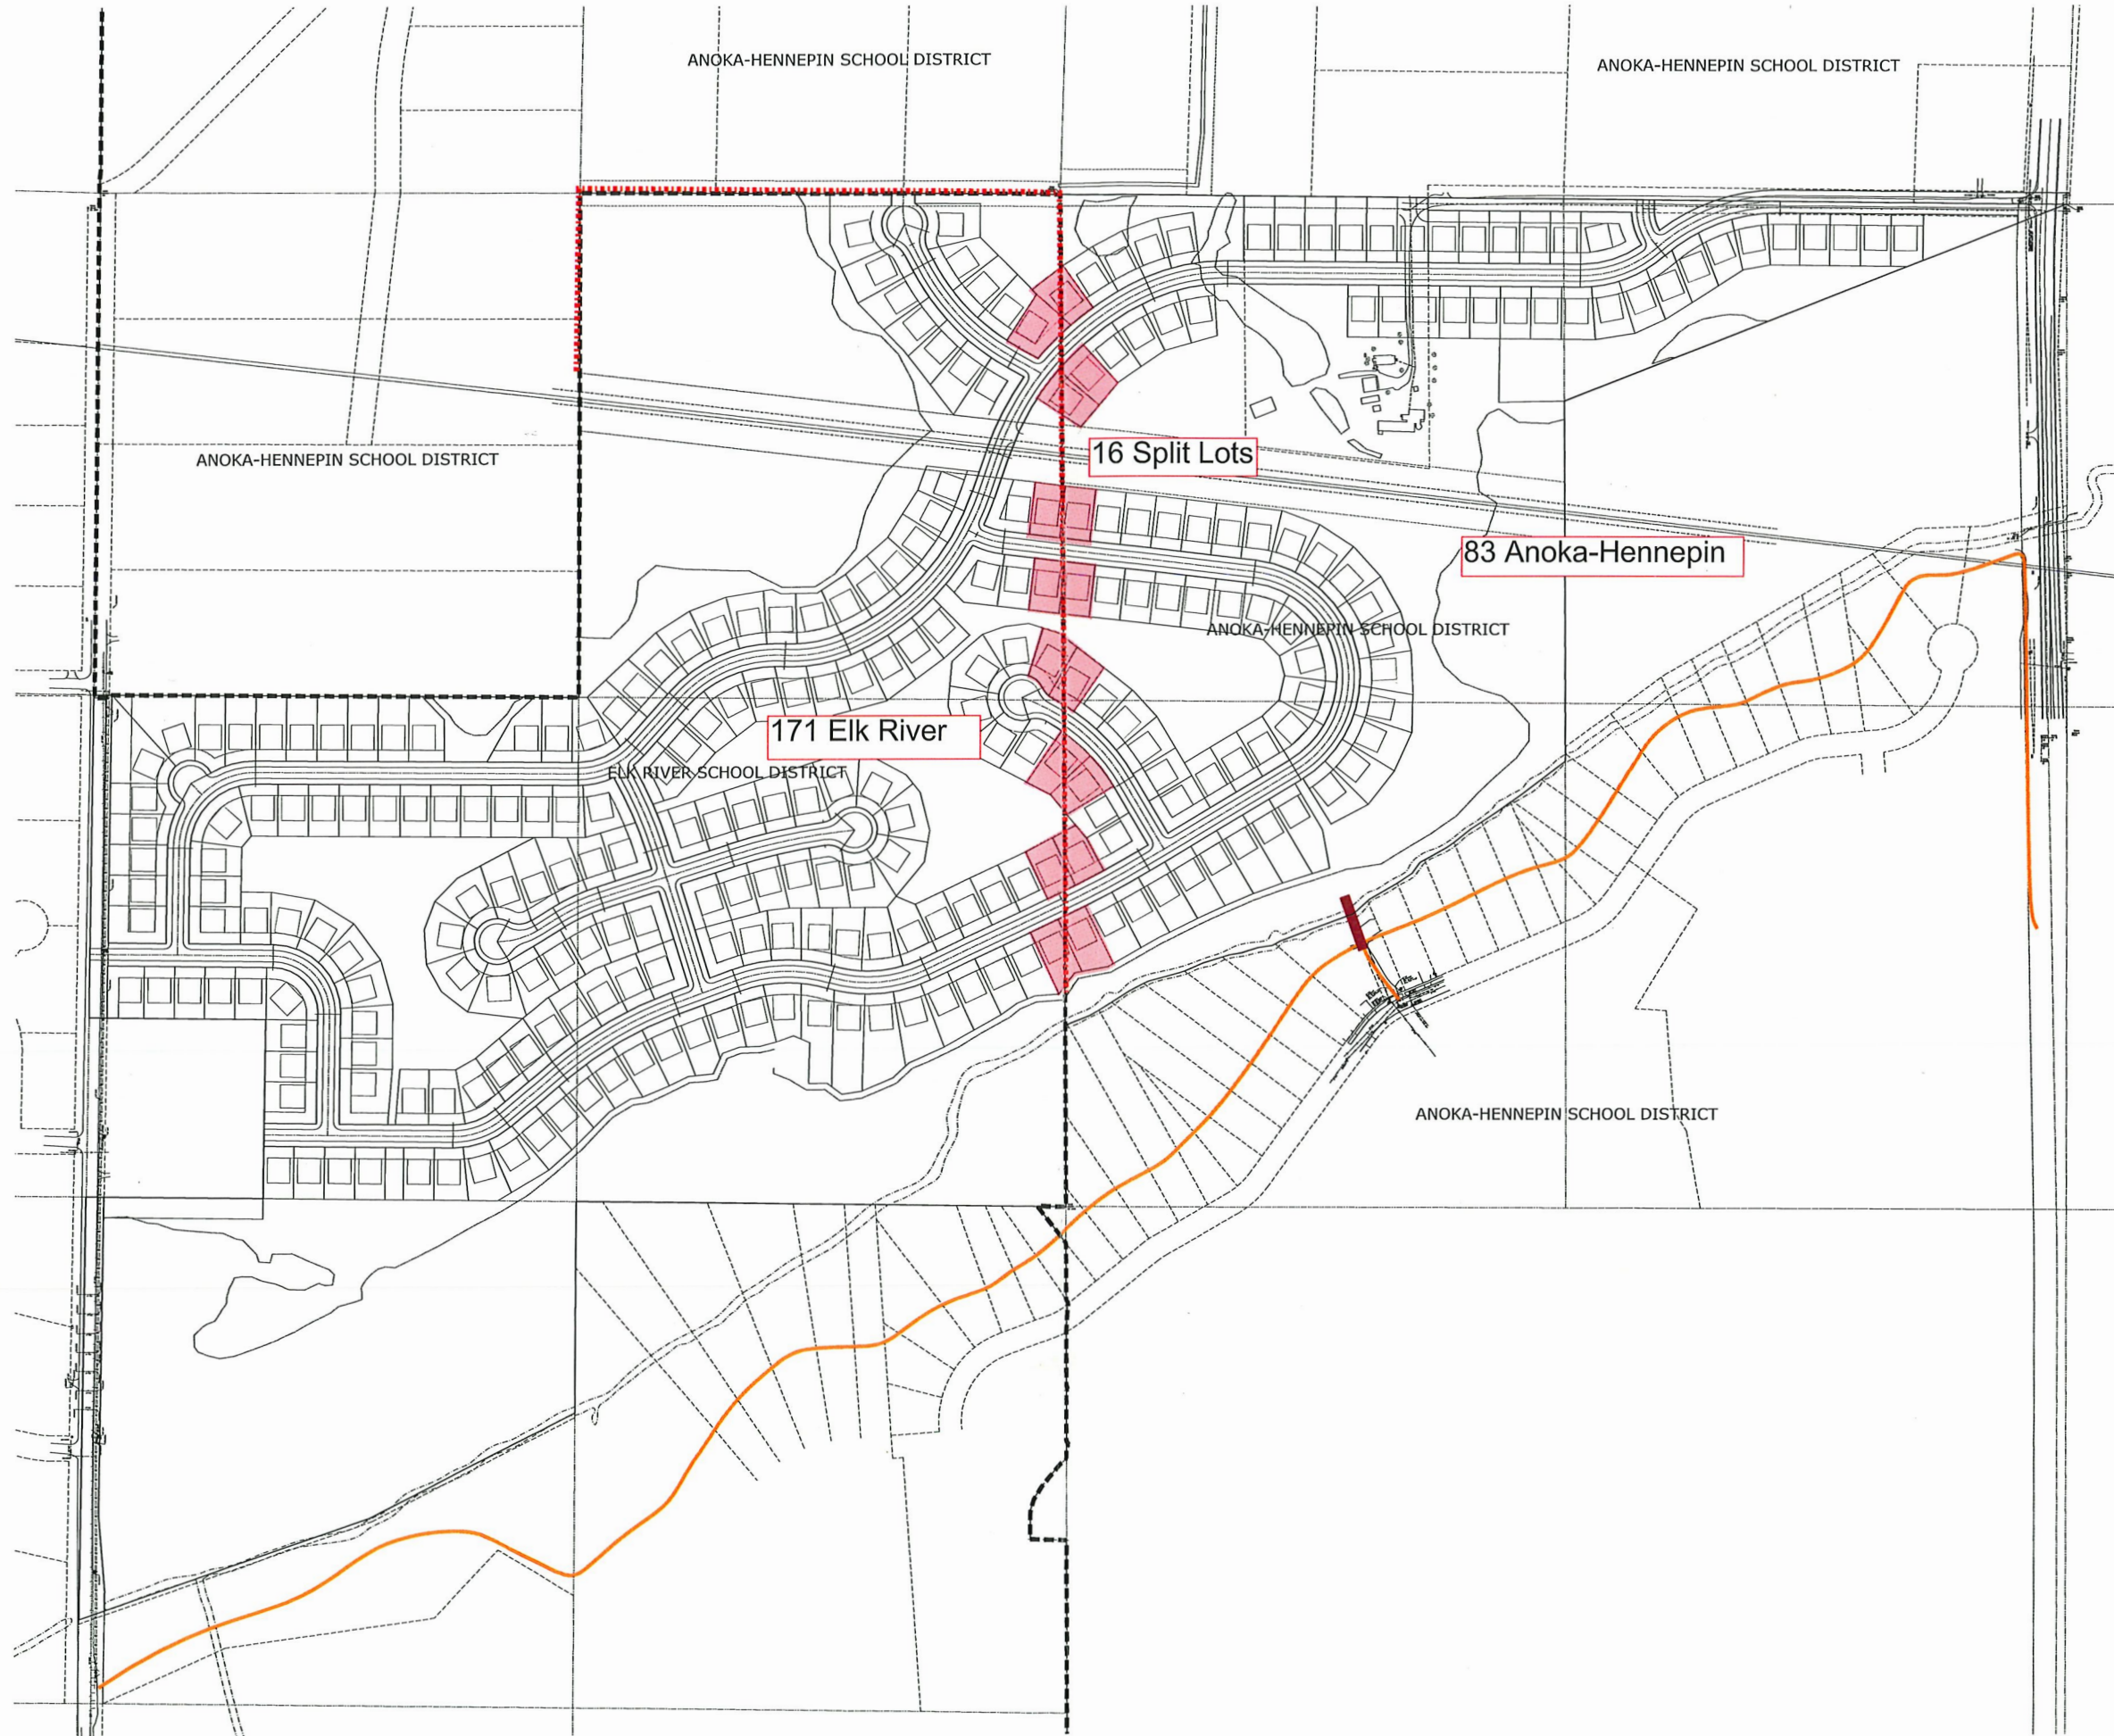 ANOKA-HENNEPIN SCHOOL DISTRICT
ANOKA-HENNEPIN SCHOOL DISTRICT
ANOKA-HENNEPIN SCHOOL DISTRICT
16 Split Lots
83 Anoka-Hennepin
ANOKA-HENNEPIN SCHOOL DISTRICT
171 Elk River
ELK RIVER SCHOOL DISTRICT
ANOKA-HENNEPIN SCHOOL DISTRICT